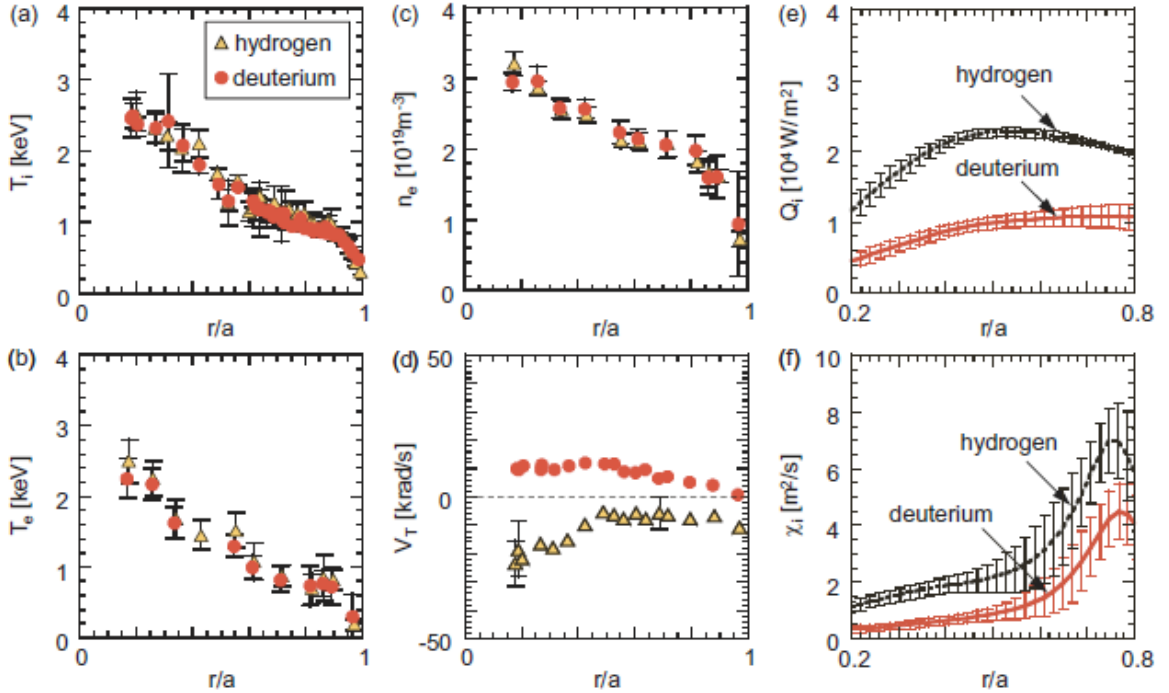 (a)
4
3
2
1
0
T_i [keV]
hydrogen
deuterium
0
1
r/a
(c)
4
3
2
1
0
n_e [10^19 m^-3]
0
1
r/a
(e)
4
3
2
1
0
Q_i [10^4 W/m^2]
hydrogen
deuterium
0.2
0.8
r/a
(b)
4
3
2
1
0
T_e [keV]
0
1
r/a
(d)
50
0
-50
V_T [krad/s]
0
1
r/a
(f)
10
8
6
4
2
0
χ_i [m^2/s]
hydrogen
deuterium
0.2
0.8
r/a